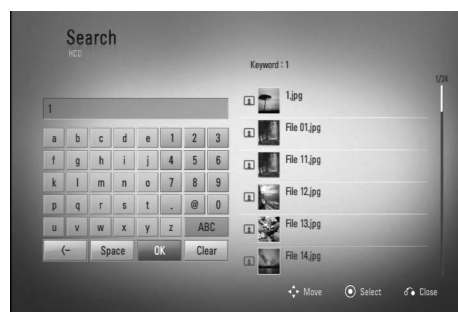 Search
HDD
Keyword : 1
1/24
1
a b c d e 1 2 3
f g h i j 4 5 6
k l m n o 7 8 9
p q r s t . @ 0
u v w x y z ABC
<- Space OK Clear
1.jpg
File 01.jpg
File 11.jpg
File 12.jpg
File 13.jpg
File 14.jpg
Move Select Close